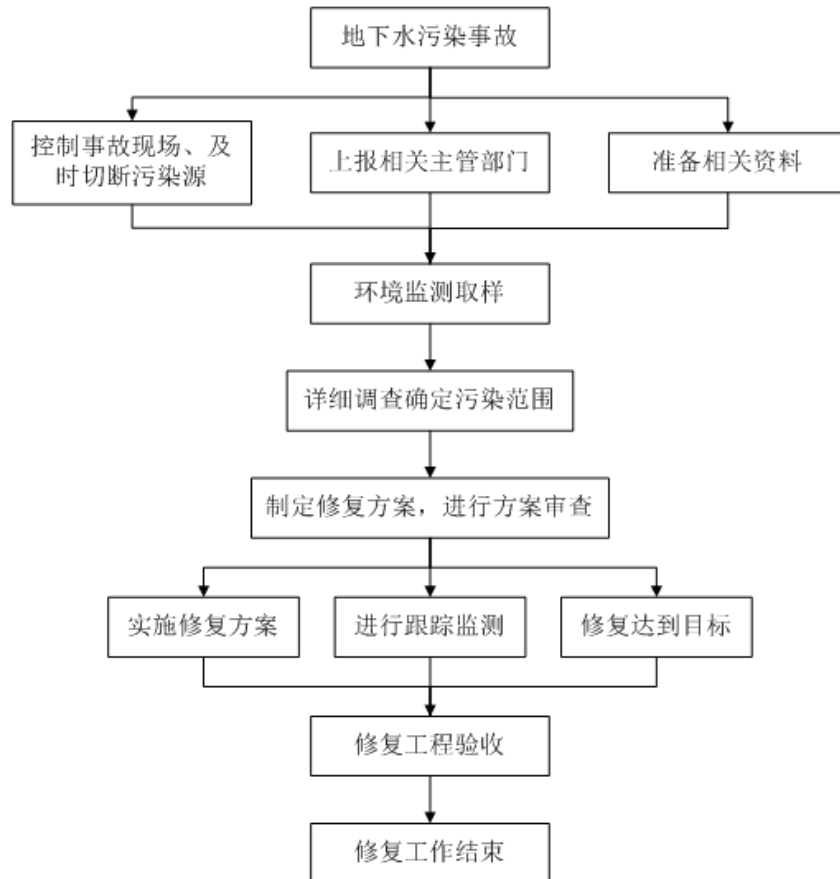 地下水污染事故
控制事故现场、及
时切断污染源
上报相关主管部门
准备相关资料
环境监测取样
详细调查确定污染范围
制定修复方案，进行方案审查
实施修复方案
进行跟踪监测
修复达到目标
修复工程验收
修复工作结束